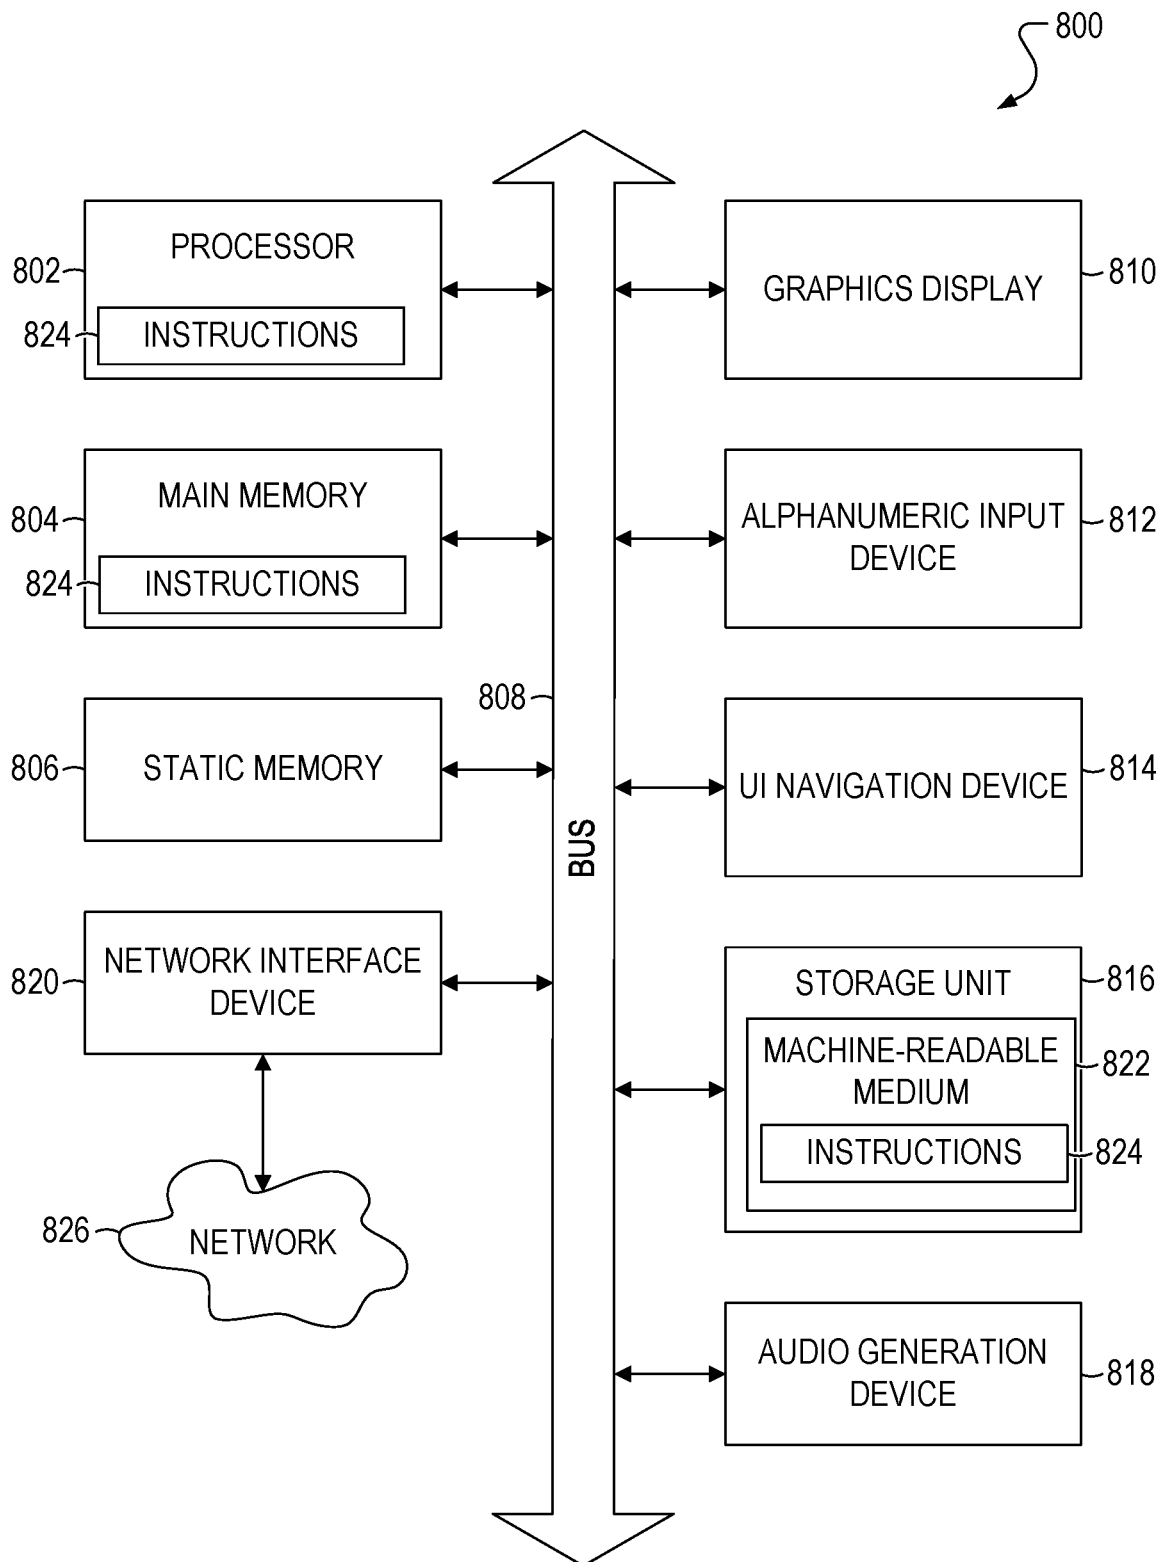 800
PROCESSOR
802
824
INSTRUCTIONS
MAIN MEMORY
804
824
INSTRUCTIONS
808
STATIC MEMORY
806
BUS
NETWORK INTERFACE
DEVICE
820
826
NETWORK
GRAPHICS DISPLAY
810
ALPHANUMERIC INPUT
DEVICE
812
UI NAVIGATION DEVICE
814
STORAGE UNIT
816
MACHINE-READABLE
MEDIUM
822
INSTRUCTIONS
824
AUDIO GENERATION
DEVICE
818